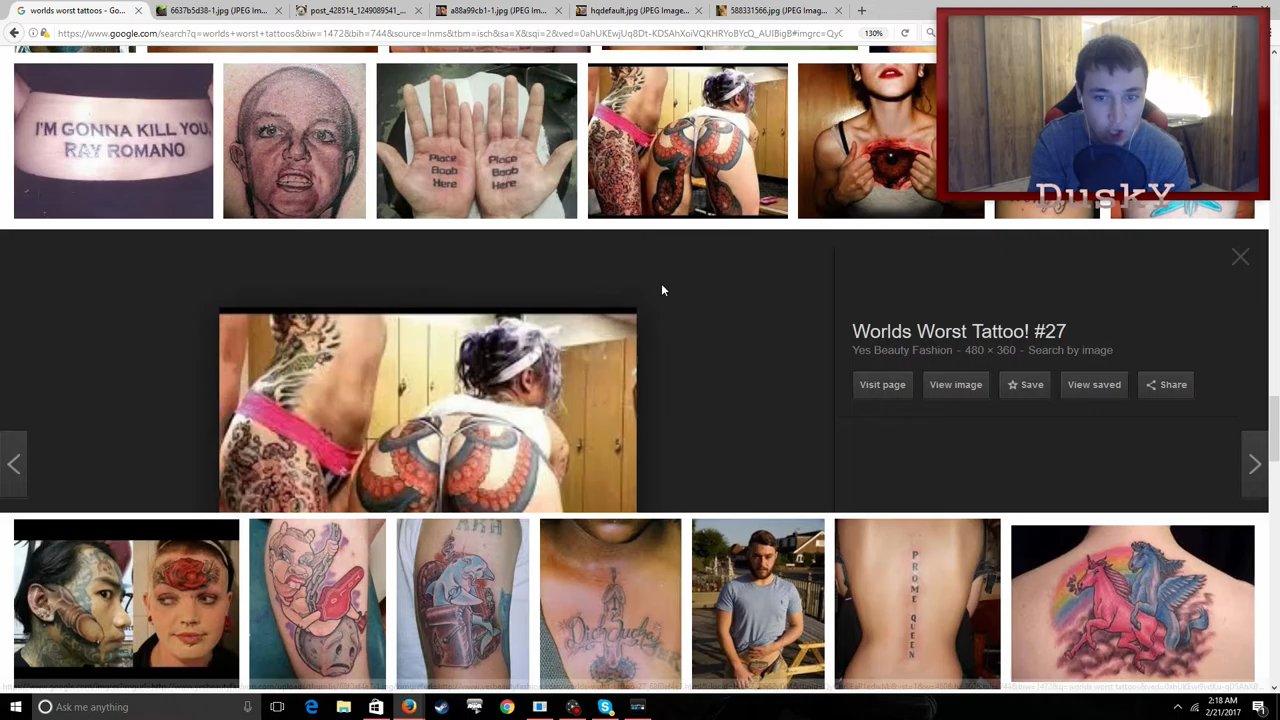 worlds worst tattoos - Go...
6637b5d38-1.jpg (JPEG Im...
post_428514_1249089541_...
a88a99cb1-1.jpg (JPEG Im...
hqdefault.jpg (JPEG Image...
588331566.jpg (JPEG Imag...
130%
I'M GONNA KILL YOU,
RAY ROMANO
Place
Boob
Here
Place
Boob
Here
DuskY
Worlds Worst Tattoo! #27
Yes Beauty Fashion - 480 × 360 - Search by image
Visit page
View image
Save
View saved
Share
PROME QUEEN
Ask me anything
2:18 AM
2/21/2017